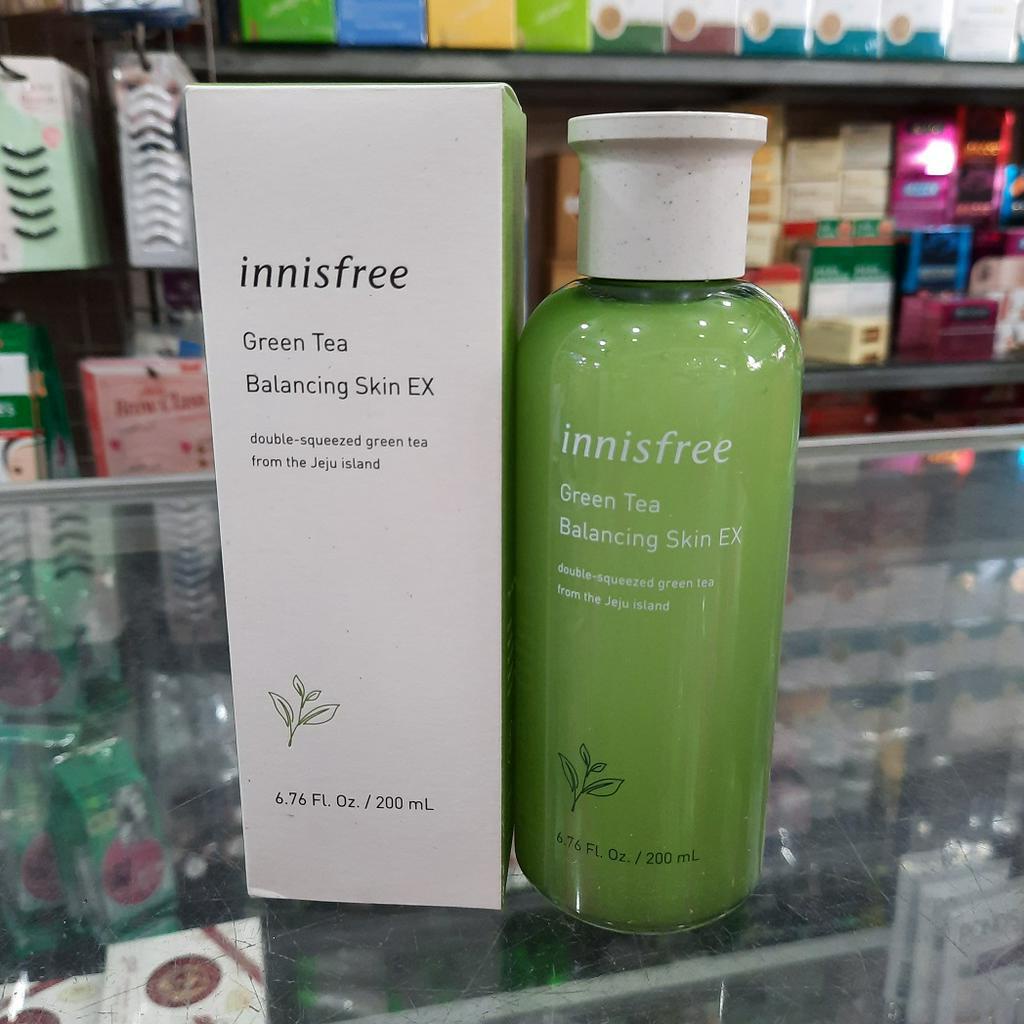 innisfree
Green Tea
Balancing Skin EX
double-squeezed green tea
from the Jeju island
6.76 Fl. Oz. / 200 mL
innisfree
Green Tea
Balancing Skin EX
double-squeezed green tea
from the Jeju island
6.76 Fl. Oz. / 200 mL